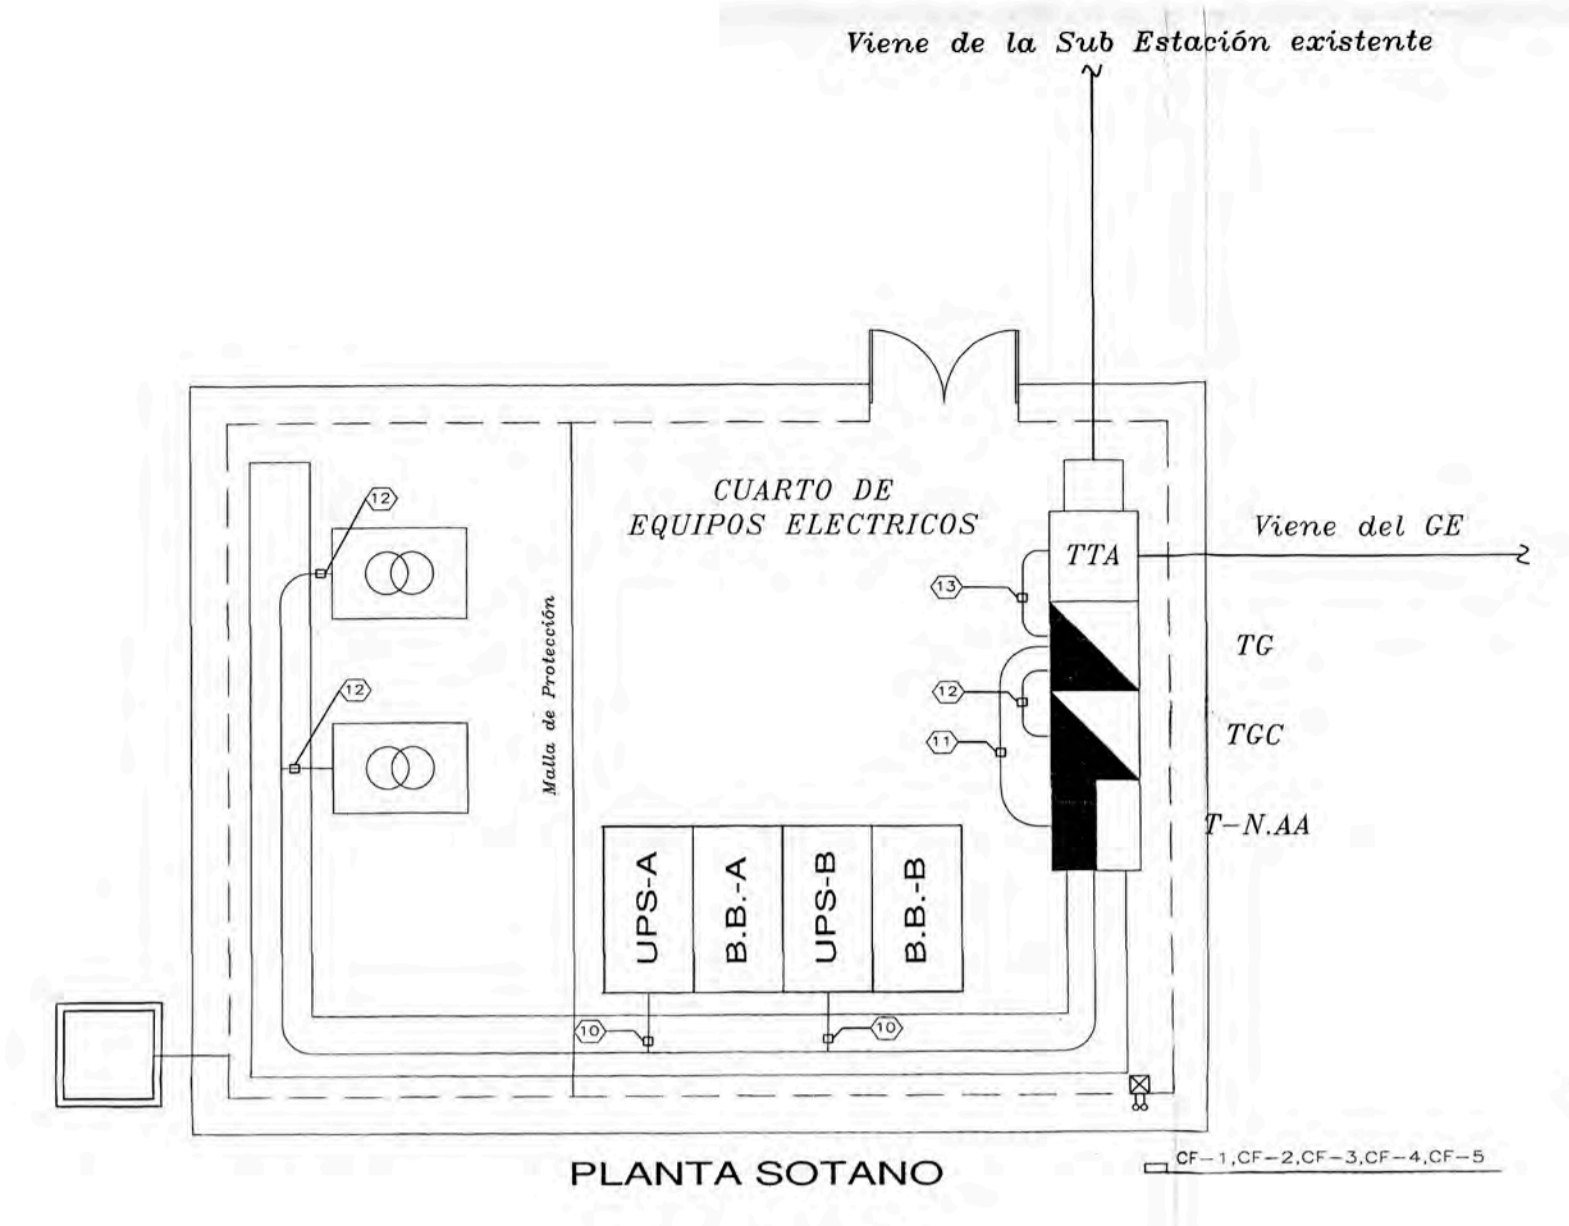 Viene de la Sub Estación existente
12
CUARTO DE
EQUIPOS ELECTRICOS
TTA
Viene del GE
13
Malla de Protección
TG
12
12
11
TGC
T-N.AA
UPS-A
B.B.-A
UPS-B
B.B.-B
10
10
PLANTA SOTANO
CF-1,CF-2,CF-3,CF-4,CF-5